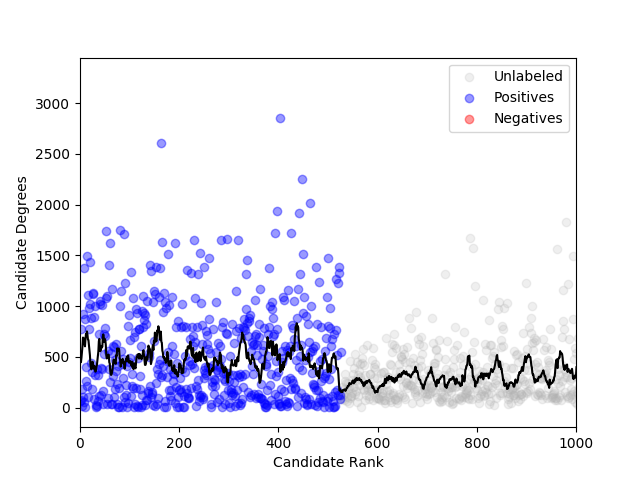 Unlabeled
Positives
Negatives
3000
2500
2000
1500
1000
500
0
Candidate Degrees
0 200 400 600 800 1000
Candidate Rank